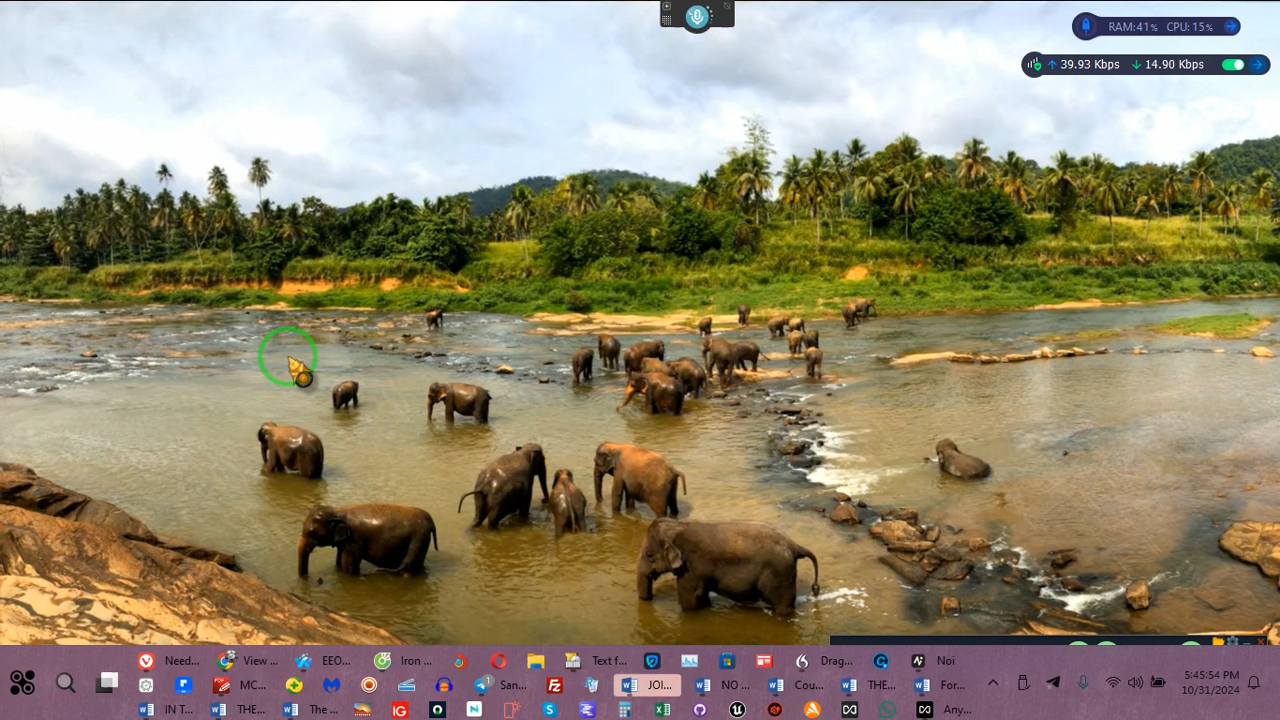 RAM:41% CPU: 15%
39.93 Kbps 14.90 Kbps
Need... View ... EEO... Iron ... Text f... Drag... Noi
MC... San... JOI... NO ... Cou... THE... For...
IN T... THE... The ... IG Any...
5:45:54 PM
10/31/2024